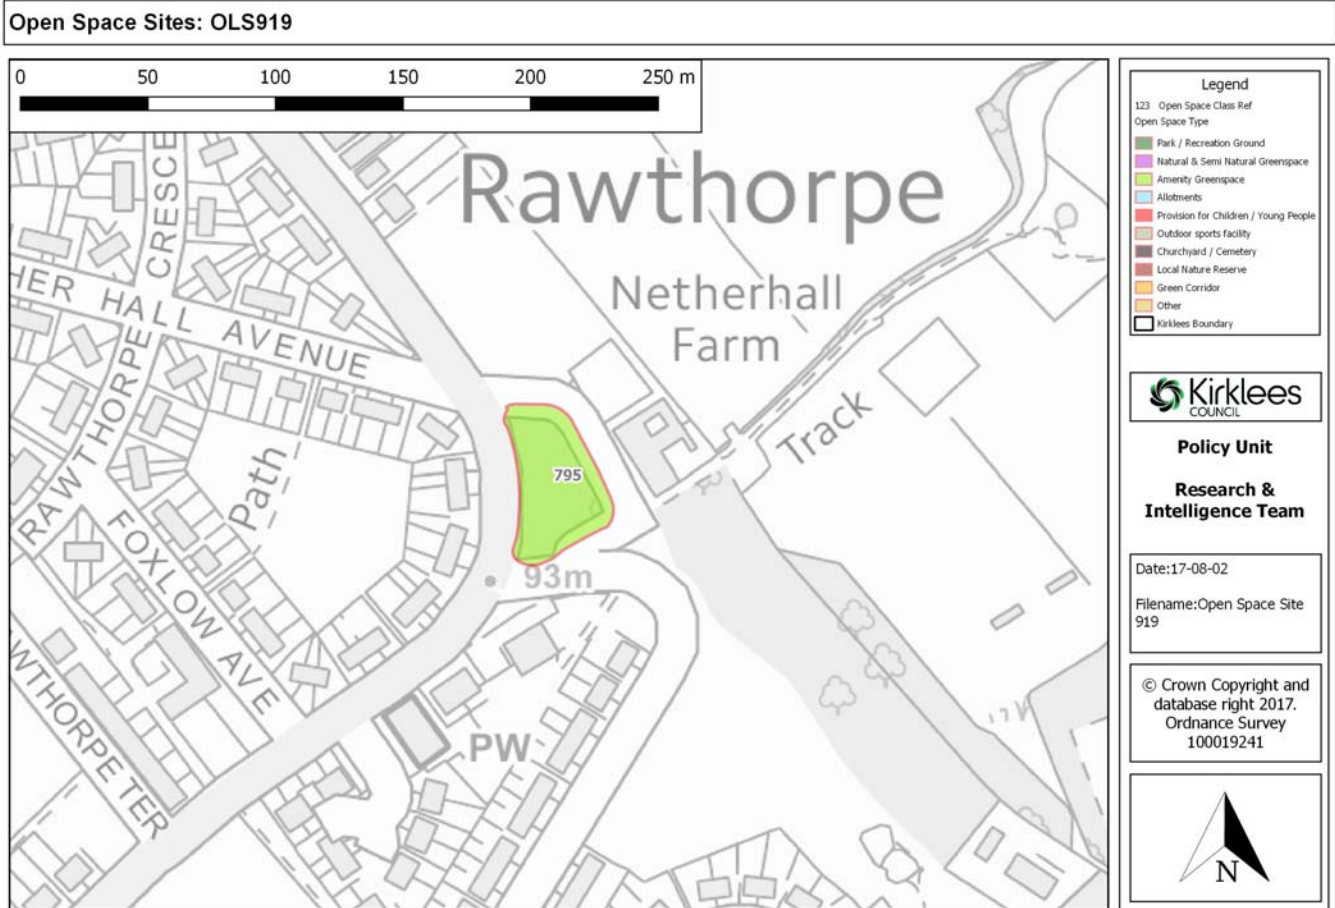 Open Space Sites: OLS919
0 50 100 150 200 250 m
Rawthorpe
Netherhall
Farm
CRESCE
HER HALL AVENUE
RAWTHORPE
Path
FOXLOW AVE
Track
795
93m
PW
WTHORPE TER
Legend
123 Open Space Class Ref
Open Space Type
Park / Recreation Ground
Natural & Semi Natural Greenspace
Amenity Greenspace
Allotments
Provision for Children / Young People
Outdoor sports facility
Churchyard / Cemetery
Local Nature Reserve
Green Corridor
Other
Kirklees Boundary
Kirklees
COUNCIL
Policy Unit
Research &
Intelligence Team
Date:17-08-02
Filename:Open Space Site
919
© Crown Copyright and
database right 2017.
Ordnance Survey
100019241
N